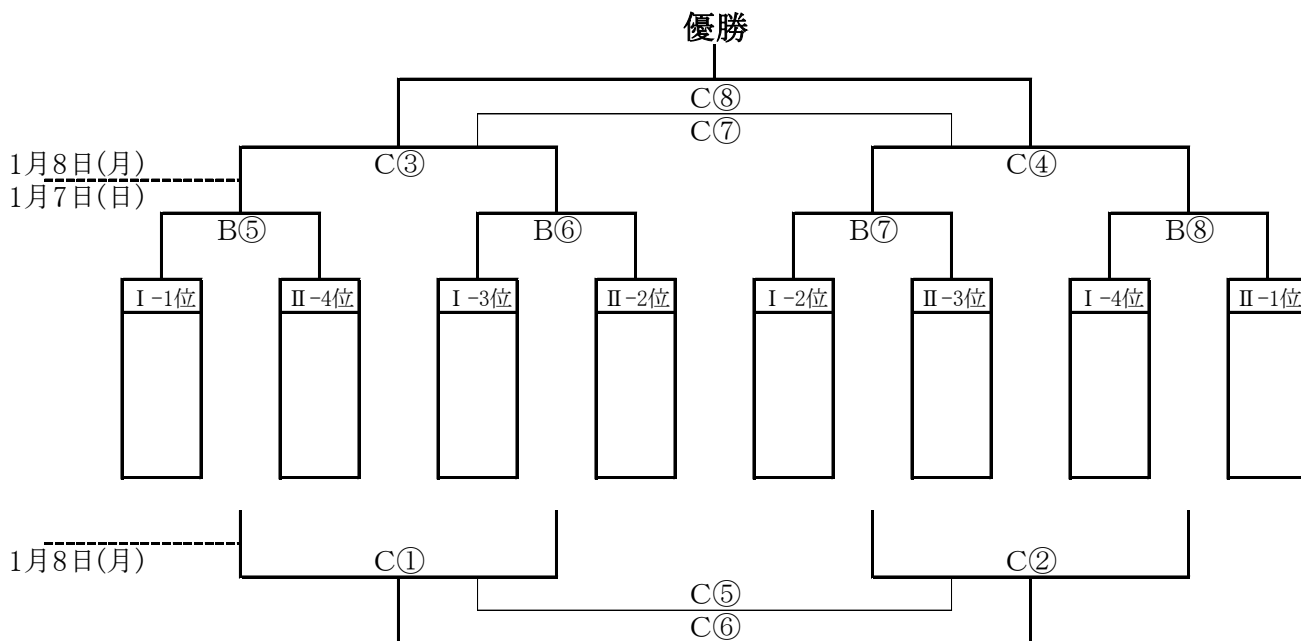 優勝
C⑧
C⑦
1月8日(月)
C③
C④
1月7日(日)
B⑤
B⑥
B⑦
B⑧
Ⅰ-1位
Ⅱ-4位
Ⅰ-3位
Ⅱ-2位
Ⅰ-2位
Ⅱ-3位
Ⅰ-4位
Ⅱ-1位
1月8日(月)
C①
C②
C⑤
C⑥